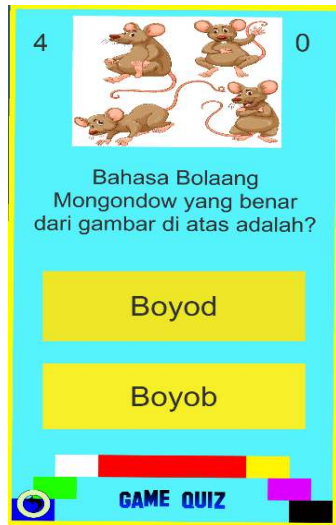 4 0
Bahasa Bolaang
Mongondow yang benar
dari gambar di atas adalah?
Boyod
Boyob
GAME QUIZ